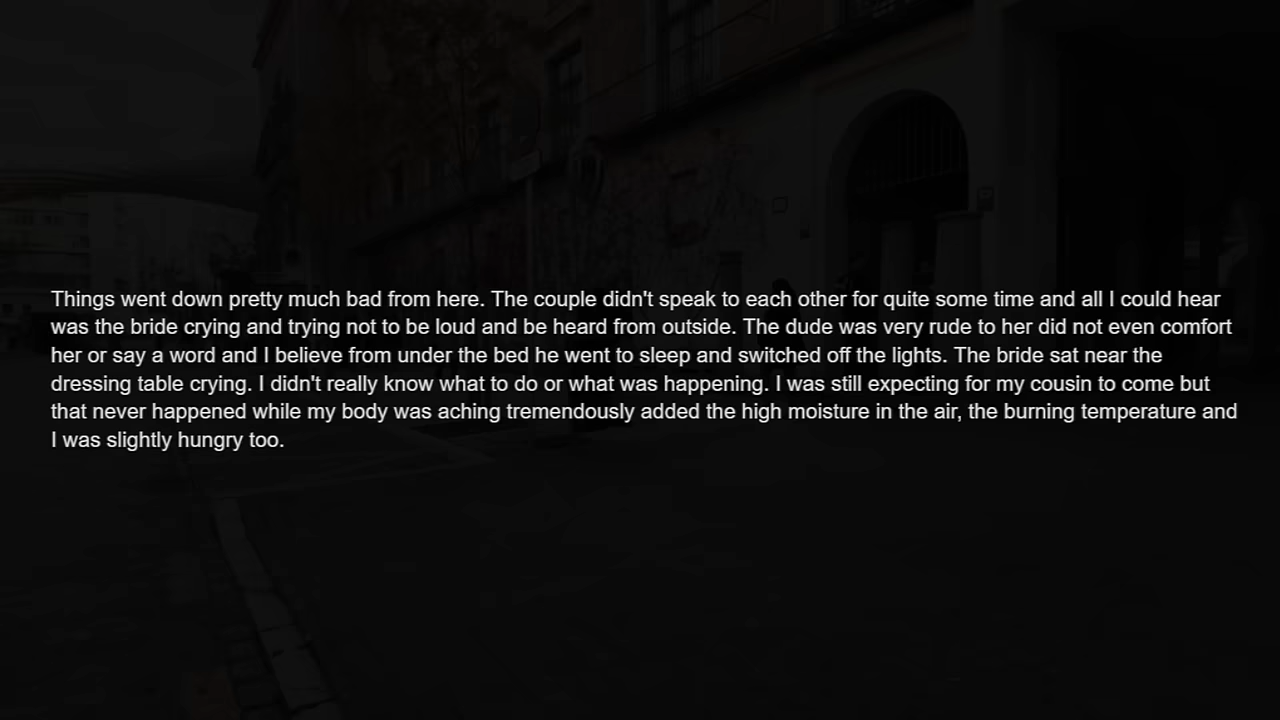 Things went down pretty much bad from here. The couple didn't speak to each other for quite some time and all I could hear
was the bride crying and trying not to be loud and be heard from outside. The dude was very rude to her did not even comfort
her or say a word and I believe from under the bed he went to sleep and switched off the lights. The bride sat near the
dressing table crying. I didn't really know what to do or what was happening. I was still expecting for my cousin to come but
that never happened while my body was aching tremendously added the high moisture in the air, the burning temperature and
I was slightly hungry too.